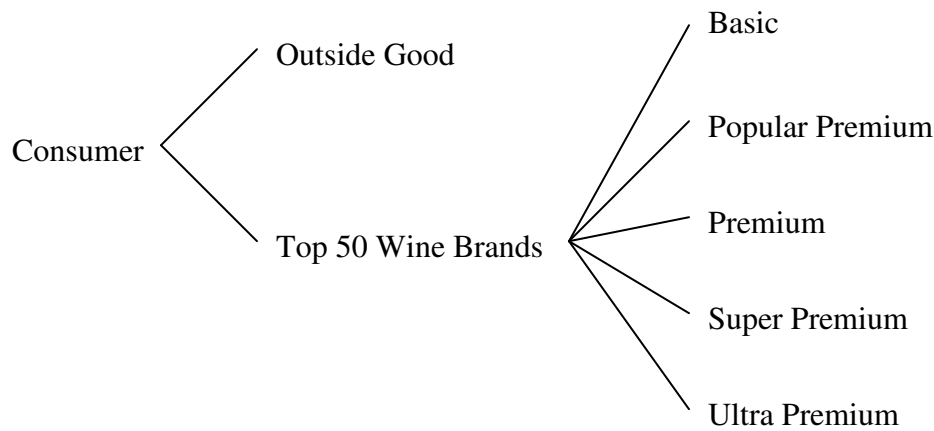 Basic
Outside Good
Popular Premium
Consumer
Premium
Top 50 Wine Brands
Super Premium
Ultra Premium